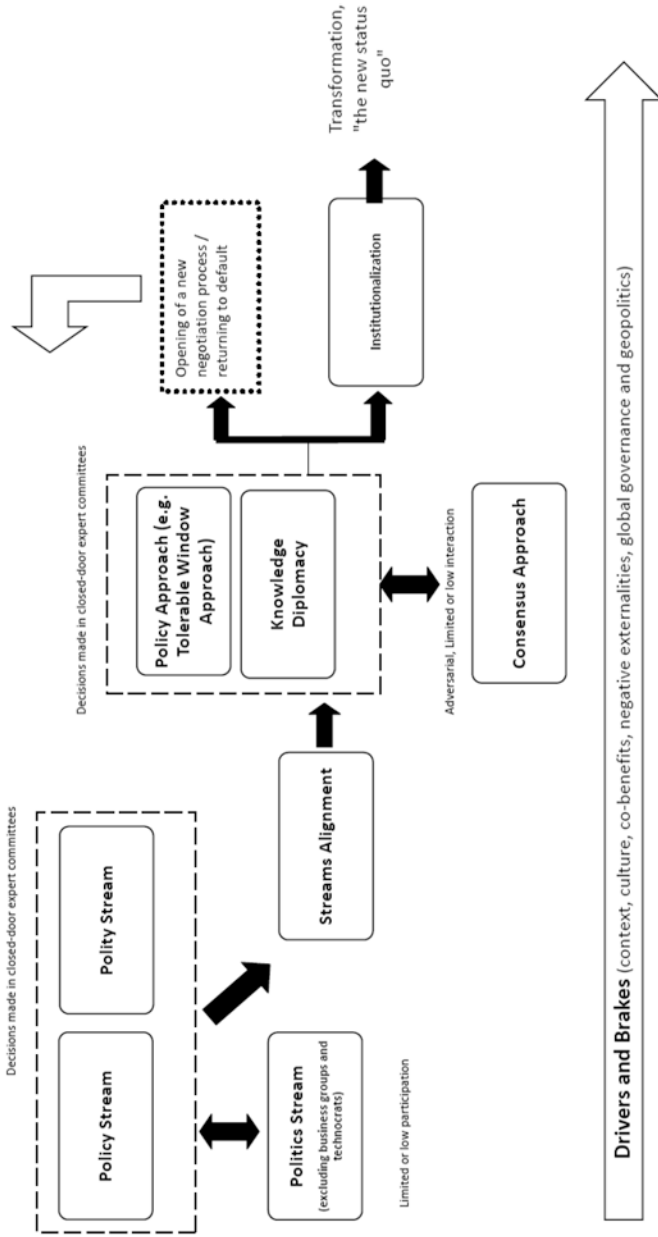 Decisions made in closed-door expert committees
Policy Stream
Polity Stream
Politics Stream
(excluding business groups and
technocrats)
Limited or low participation
Streams Alignment
Decisions made in closed-door expert committees
Policy Approach (e.g.
Tolerable Window
Approach)
Knowledge
Diplomacy
Adversarial, Limited or low interaction
Consensus Approach
Opening of a new
negotiation process /
returning to default
Institutionalization
Transformation,
"the new status
quo"
Drivers and Brakes (context, culture, co-benefits, negative externalities, global governance and geopolitics)